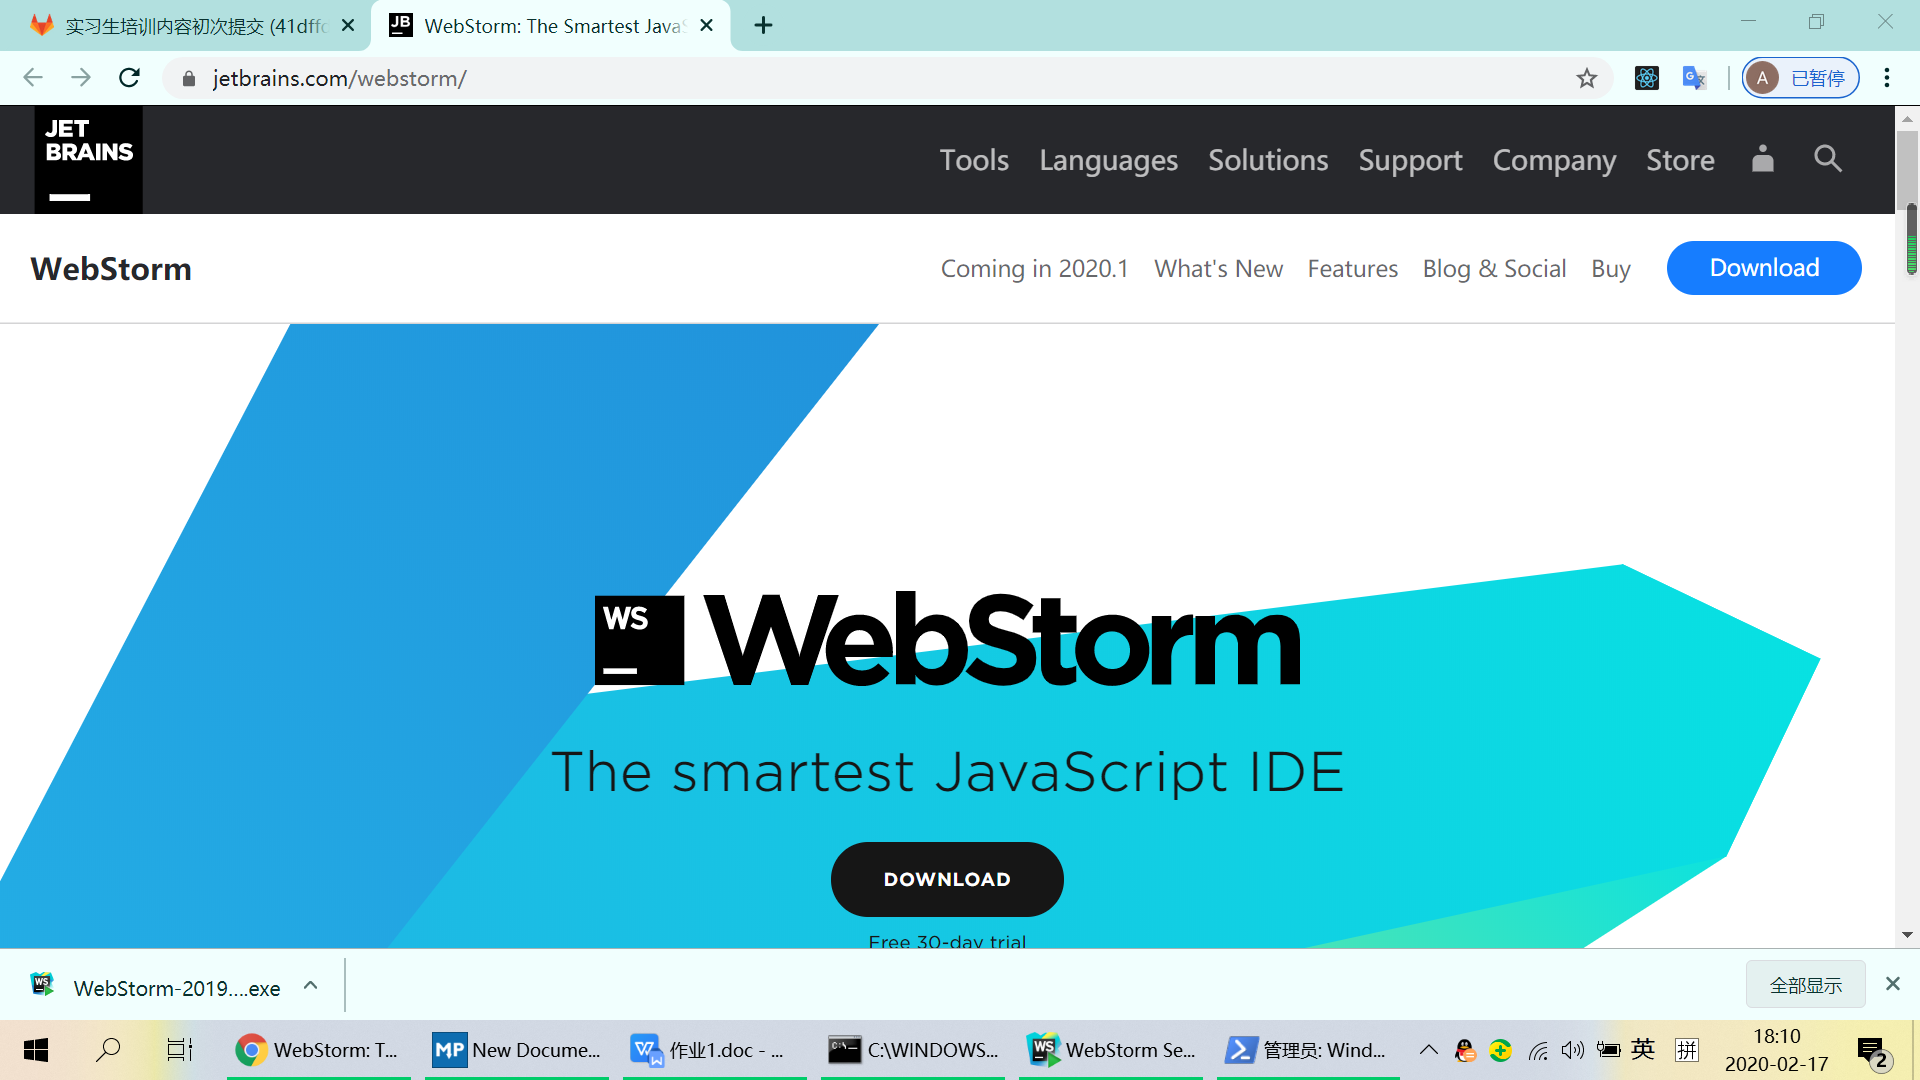 实习生培训内容初次提交 (41dffc
WebStorm: The Smartest JavaS
jetbrains.com/webstorm/
A 已暂停
JET
BRAINS
Tools Languages Solutions Support Company Store
WebStorm
Coming in 2020.1 What's New Features Blog & Social Buy Download
WS WebStorm
The smartest JavaScript IDE
DOWNLOAD
Free 30-day trial
WebStorm-2019....exe
全部显示
WebStorm: T...
New Docume...
作业1.doc - ...
C:\WINDOWS...
WebStorm Se...
管理员: Wind...
英
拼
18:10
2020-02-17
2